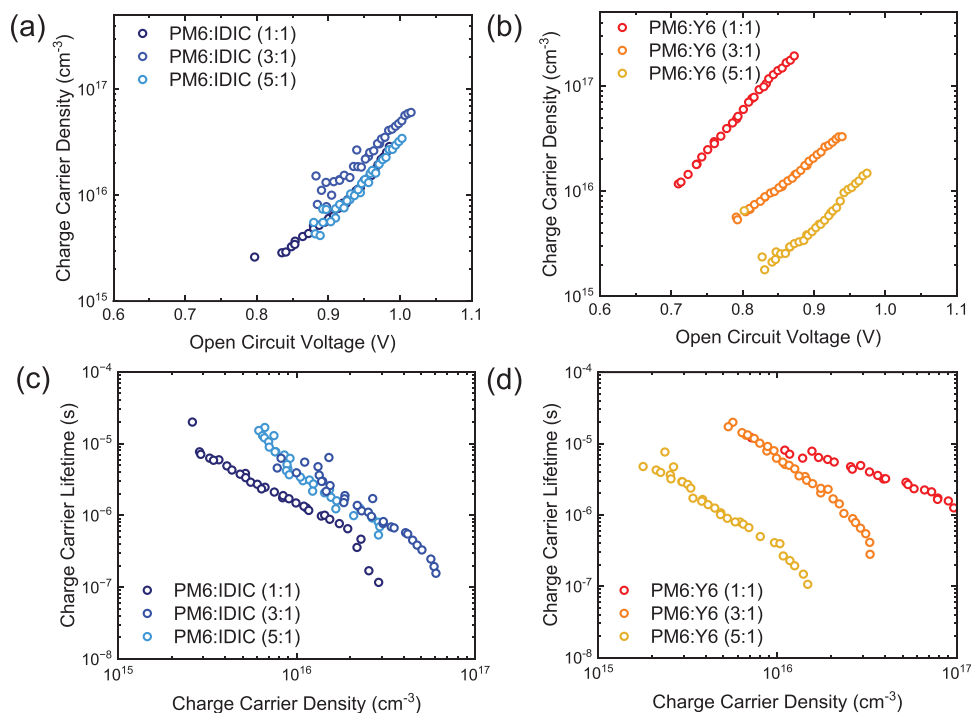 (a)
PM6:IDIC (1:1)
PM6:IDIC (3:1)
PM6:IDIC (5:1)
Charge Carrier Density (cm⁻³)
10¹⁷
10¹⁶
10¹⁵
0.6 0.7 0.8 0.9 1.0 1.1
Open Circuit Voltage (V)
(b)
PM6:Y6 (1:1)
PM6:Y6 (3:1)
PM6:Y6 (5:1)
Charge Carrier Density (cm⁻³)
10¹⁷
10¹⁶
10¹⁵
0.6 0.7 0.8 0.9 1.0 1.1
Open Circuit Voltage (V)
(c)
Charge Carrier Lifetime (s)
10⁻⁴
10⁻⁵
10⁻⁶
10⁻⁷
10⁻⁸
PM6:IDIC (1:1)
PM6:IDIC (3:1)
PM6:IDIC (5:1)
10¹⁵ 10¹⁶ 10¹⁷
Charge Carrier Density (cm⁻³)
(d)
Charge Carrier Lifetime (s)
10⁻⁴
10⁻⁵
10⁻⁶
10⁻⁷
10⁻⁸
PM6:Y6 (1:1)
PM6:Y6 (3:1)
PM6:Y6 (5:1)
10¹⁵ 10¹⁶ 10¹⁷
Charge Carrier Density (cm⁻³)